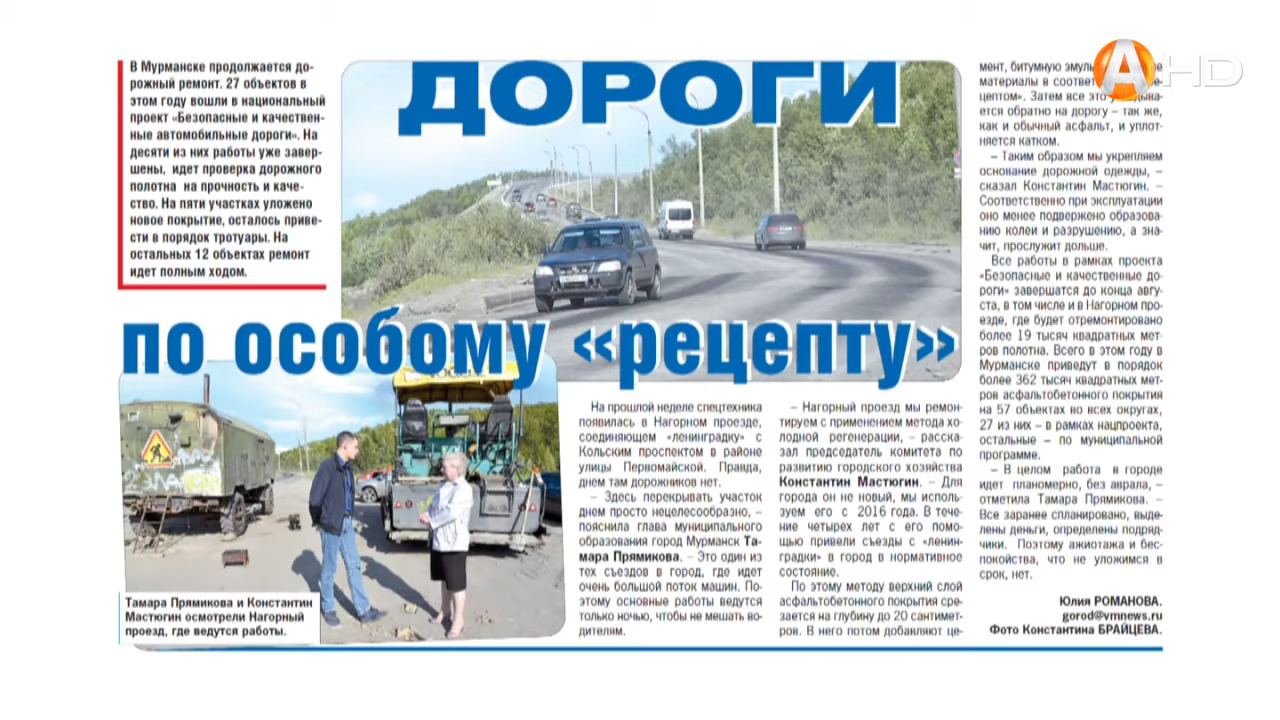 В Мурманске продолжается до-
рожный ремонт. 27 объектов в
этом году вошли в национальный
проект «Безопасные и качествен-
ные автомобильные дороги». На
десяти из них работы уже завер-
шены, идет проверка дорожного
полотна на прочность и каче-
ство. На пяти участках уложено
новое покрытие, осталось приве-
сти в порядок тротуары. На
остальных 12 объектах ремонт
идет полным ходом.
ДОРОГИ
по особому «рецепту»
Тамара Прямикова и Константин
Мастюгин осмотрели Нагорный
проезд, где ведутся работы.
На прошлой неделе спецтехника
появилась в Нагорном проезде,
соединяющем «ленинградку» с
Кольским проспектом в районе
улицы Первомайской. Правда,
днем там дорожников нет.
– Здесь перекрывать участок
днем просто нецелесообразно, –
пояснила глава муниципального
образования город Мурманск Та-
мара Прямикова. – Это один из
тех съездов в город, где идет
очень большой поток машин. По-
этому основные работы ведутся
только ночью, чтобы не мешать во-
дителям.
– Нагорный проезд мы ремон-
тируем с применением метода хо-
лодной регенерации, – расска-
зал председатель комитета по
развитию городского хозяйства
Константин Мастюгин. – Для
города он не новый, мы исполь-
зуем его с 2016 года. В тече-
ние четырех лет с его помо-
щью привели съезды с «ленин-
градки» в город в нормативное
состояние.
По этому методу верхний слой
асфальтобетонного покрытия сре-
зается на глубину до 20 сантимет-
ров. В него потом добавляют це-
мент, битумную эмуль
материалы в соответ
цептом». Затем все это
ется обратно на дорогу – так же,
как и обычный асфальт, и уплот-
няется катком.
– Таким образом мы укрепляем
основание дорожной одежды, –
сказал Константин Мастюгин. –
Соответственно при эксплуатации
оно менее подвержено образова-
нию колеи и разрушению, а зна-
чит, прослужит дольше.
Все работы в рамках проекта
«Безопасные и качественные до-
роги» завершатся до конца авгу-
ста, в том числе и в Нагорном про-
езде, где будет отремонтировано
более 19 тысяч квадратных мет-
ров полотна. Всего в этом году в
Мурманске приведут в порядок
более 362 тысяч квадратных мет-
ров асфальтобетонного покрытия
на 57 объектах во всех округах,
27 из них – в рамках нацпроекта,
остальные – по муниципальной
программе.
– В целом работа в городе
идет планомерно, без аврала, –
отметила Тамара Прямикова. –
Все заранее спланировано, выде-
лены деньги, определены подряд-
чики. Поэтому ажиотажа и бес-
покойства, что не уложимся в
срок, нет.
Юлия РОМАНОВА.
gorod@vmnews.ru
Фото Константина БРАЙЦЕВА.
А HD